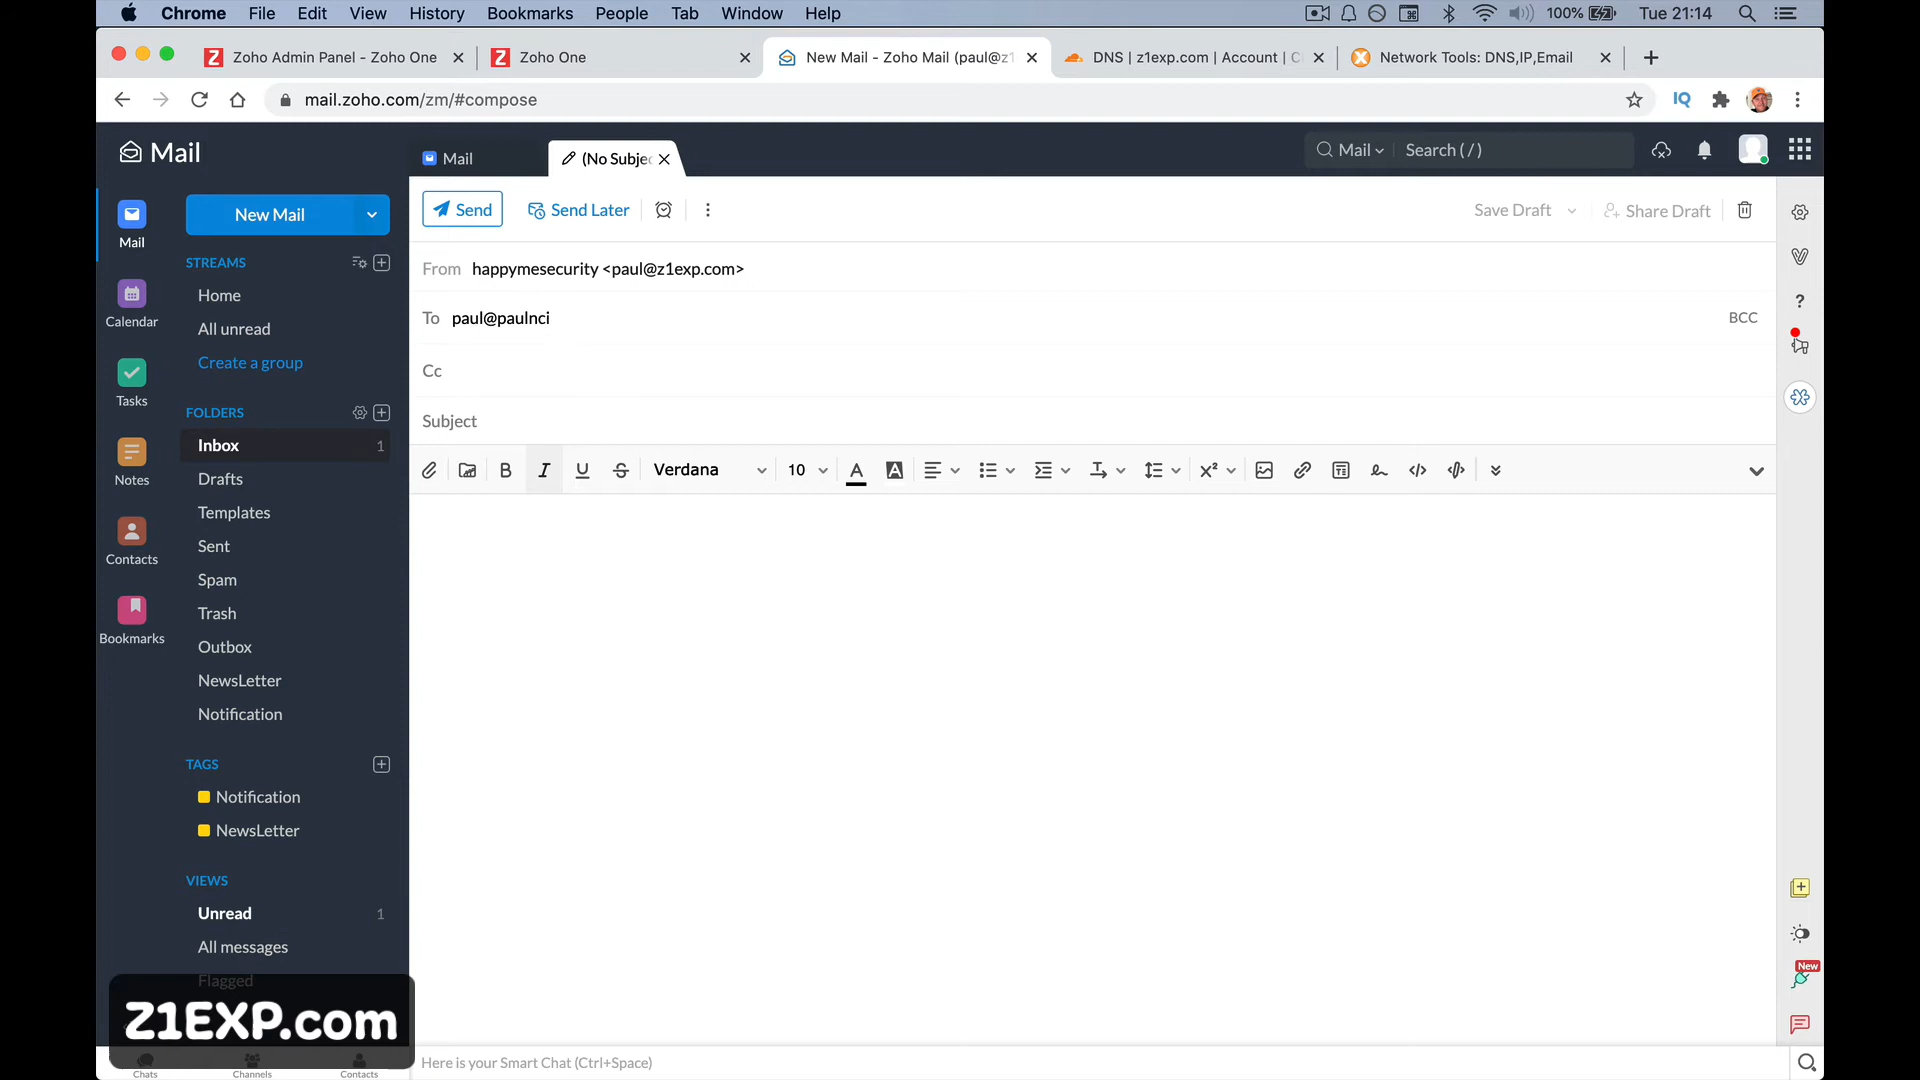 Chrome File Edit View History Bookmarks People Tab Window Help 100% Tue 21:14
Zoho Admin Panel - Zoho One Zoho One New Mail - Zoho Mail (paul@z1 DNS | z1exp.com | Account | C Network Tools: DNS,IP,Email
mail.zoho.com/zm/#compose IQ
Mail Mail (No Subje Mail Search ( / )
New Mail
Send Send Later Save Draft Share Draft
Mail
Calendar
Tasks
Notes
Contacts
Bookmarks
STREAMS
Home
All unread
Create a group
FOLDERS
Inbox 1
Drafts
Templates
Sent
Spam
Trash
Outbox
NewsLetter
Notification
TAGS
Notification
NewsLetter
VIEWS
Unread 1
All messages
Flagged
From happymesecurity <paul@z1exp.com>
To paul@paulnci BCC
Cc
Subject
B I U S Verdana 10 A A
New
Z1EXP.com
Chats Channels Contacts
Here is your Smart Chat (Ctrl+Space)